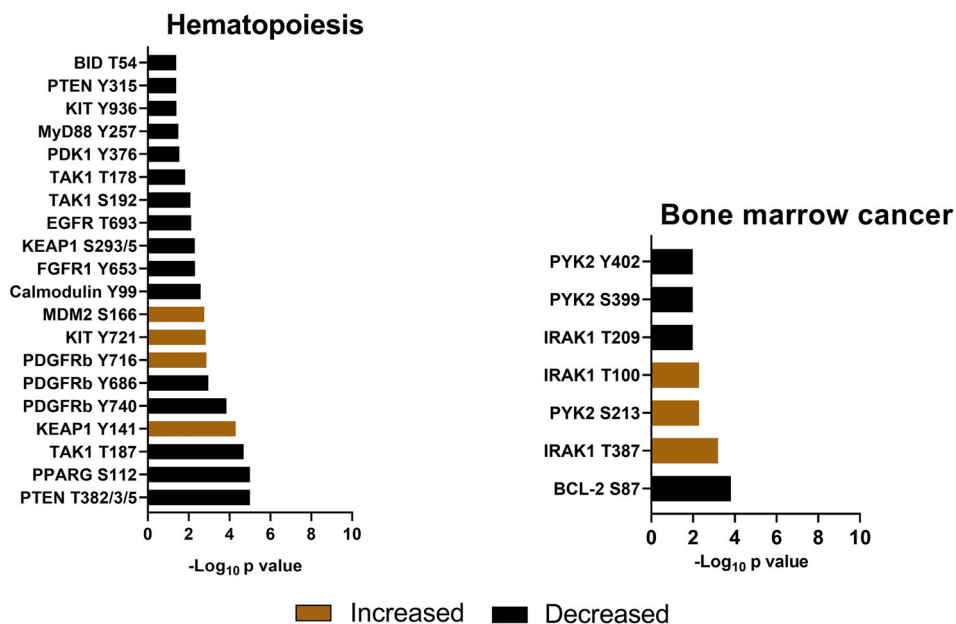 Hematopoiesis
BID T54
PTEN Y315
KIT Y936
MyD88 Y257
PDK1 Y376
TAK1 T178
TAK1 S192
EGFR T693
KEAP1 S293/5
FGFR1 Y653
Calmodulin Y99
MDM2 S166
KIT Y721
PDGFRb Y716
PDGFRb Y686
PDGFRb Y740
KEAP1 Y141
TAK1 T187
PPARG S112
PTEN T382/3/5
0 2 4 6 8 10
-Log10 p value
Bone marrow cancer
PYK2 Y402
PYK2 S399
IRAK1 T209
IRAK1 T100
PYK2 S213
IRAK1 T387
BCL-2 S87
0 2 4 6 8 10
-Log10 p value
Increased Decreased